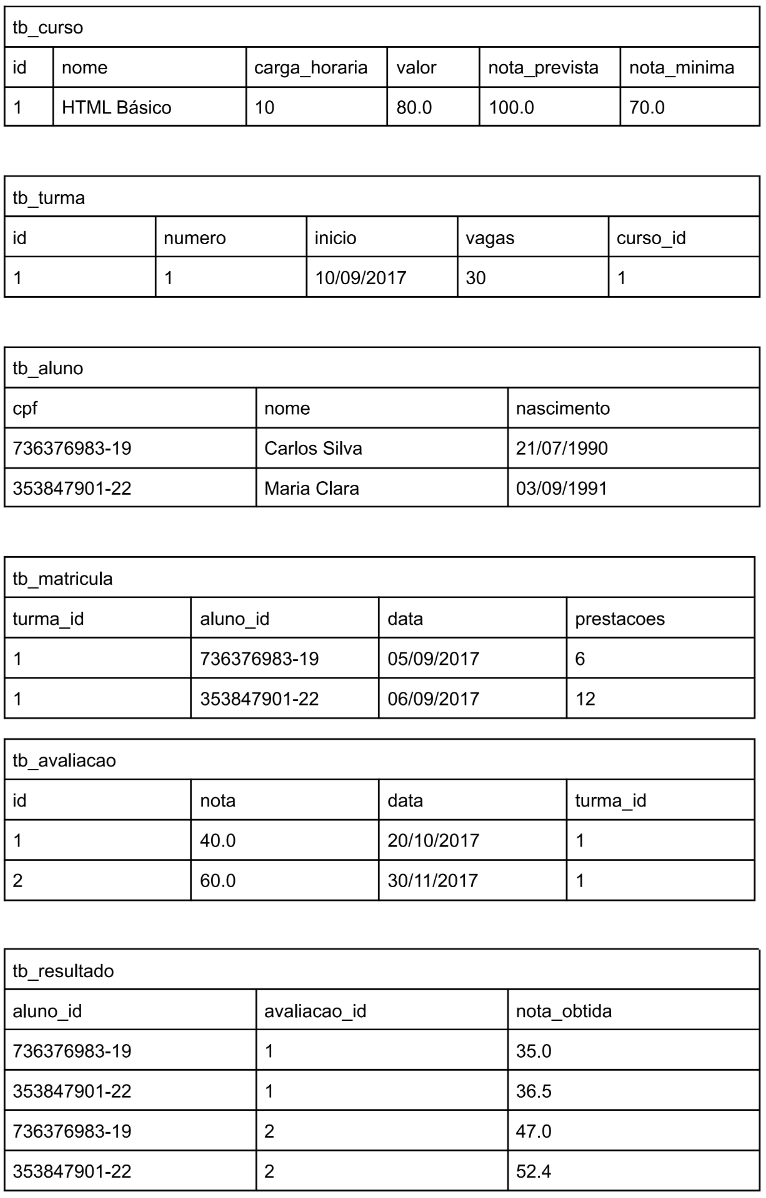 tb_curso
id nome carga_horaria valor nota_prevista nota_minima
1 HTML Básico 10 80.0 100.0 70.0
tb_turma
id numero inicio vagas curso_id
1 1 10/09/2017 30 1
tb_aluno
cpf nome nascimento
736376983-19 Carlos Silva 21/07/1990
353847901-22 Maria Clara 03/09/1991
tb_matricula
turma_id aluno_id data prestacoes
1 736376983-19 05/09/2017 6
1 353847901-22 06/09/2017 12
tb_avaliacao
id nota data turma_id
1 40.0 20/10/2017 1
2 60.0 30/11/2017 1
tb_resultado
aluno_id avaliacao_id nota_obtida
736376983-19 1 35.0
353847901-22 1 36.5
736376983-19 2 47.0
353847901-22 2 52.4